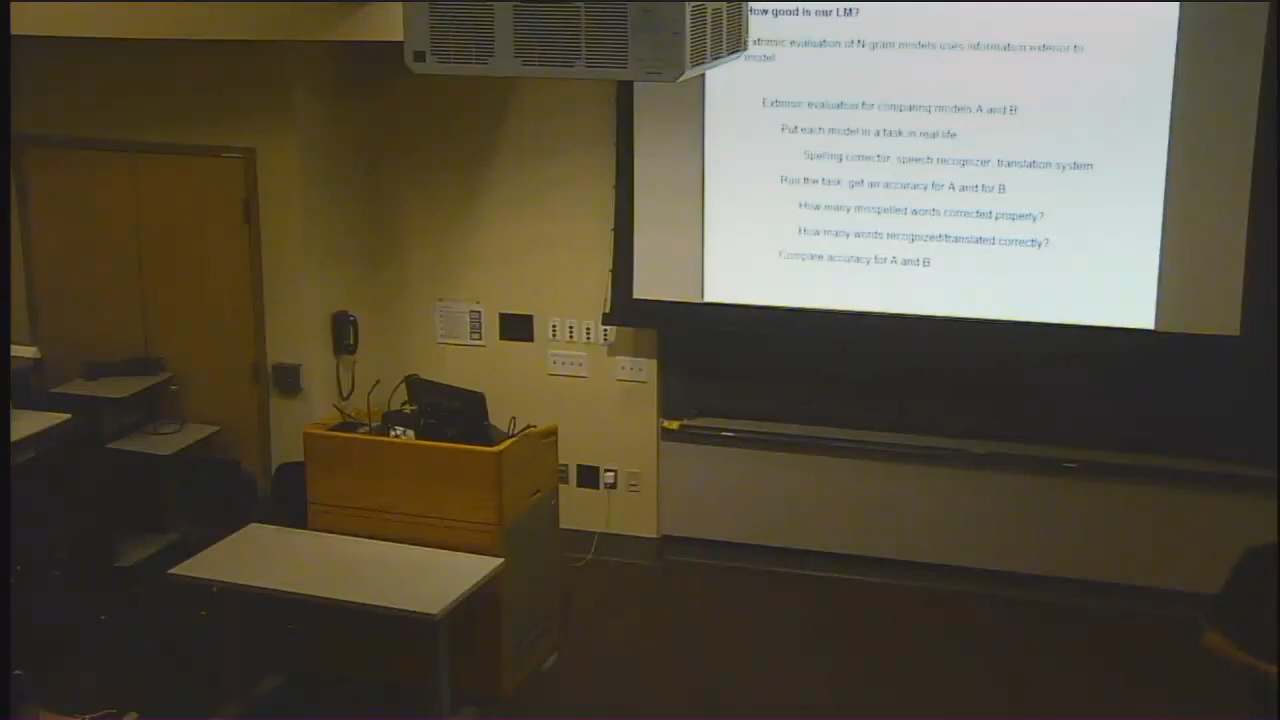 How good is our LM?
Extrinsic evaluation of N-gram models uses information exterior to
model
Extrinsic evaluation for comparing models A and B
Put each model in a task in real life
Spelling corrector, speech recognizer, translation system
Run the task, get an accuracy for A and for B
How many misspelled words corrected properly?
How many words recognized/translated correctly?
Compare accuracy for A and B